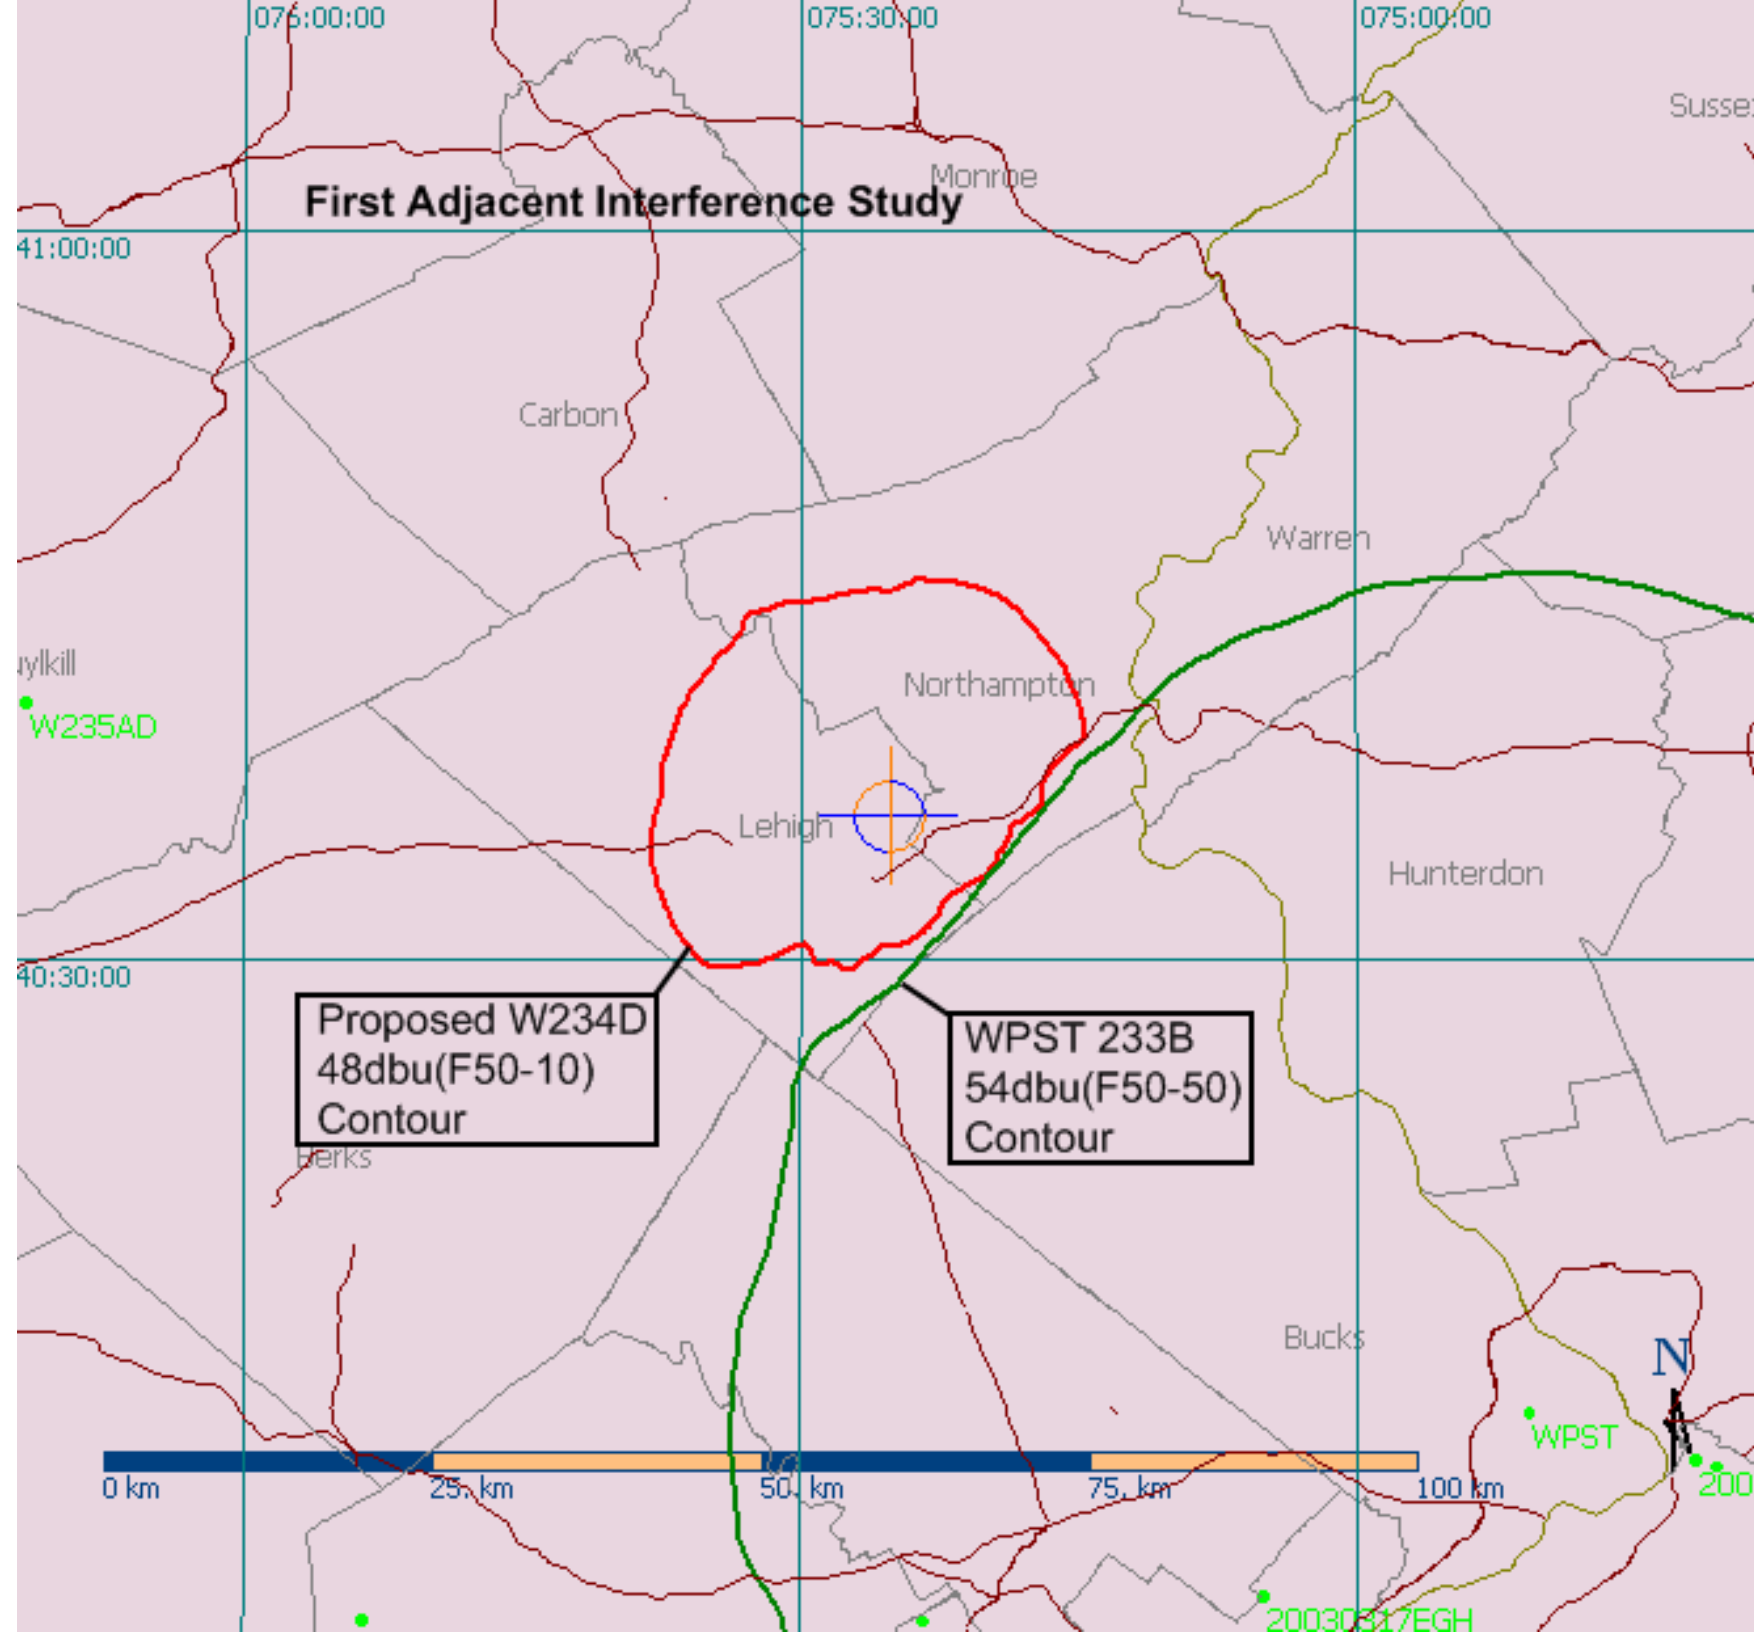 076:00:00
075:30:00
075:00:00
Monroe
First Adjacent Interference Study
41:00:00
Carbon
Warren
Northampton
W235AD
Lehigh
Hunterdon
40:30:00
Proposed W234D
48dbu(F50-10)
Contour
WPST 233B
54dbu(F50-50)
Contour
Berks
Bucks
N
WPST
0 km
25. km
50. km
75. km
100 km
200
20030317EGH